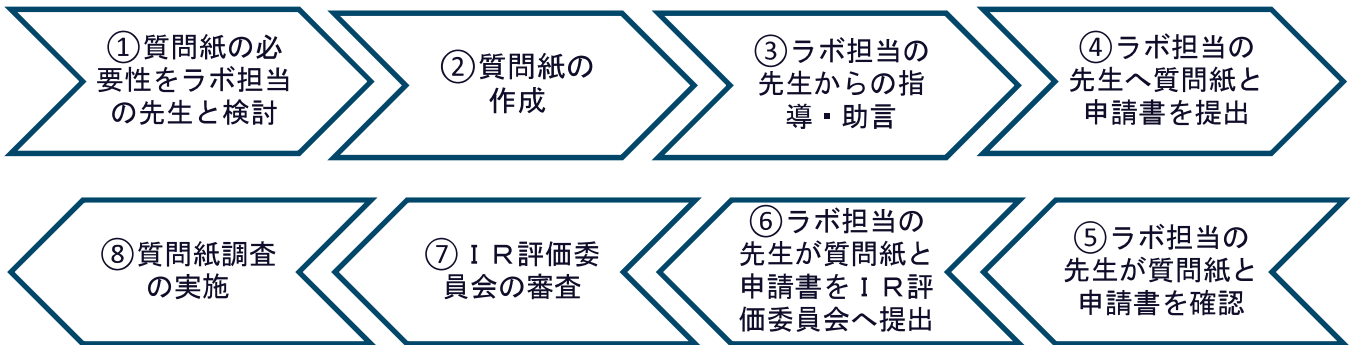 ①質問紙の必
要性をラボ担当
の先生と検討
②質問紙の
作成
③ラボ担当の
先生からの指
導・助言
④ラボ担当の
先生へ質問紙と
申請書を提出
⑤ラボ担当の
先生が質問紙と
申請書を確認
⑥ラボ担当の
先生が質問紙と
申請書をＩＲ評
価委員会へ提出
⑦ＩＲ評価委
員会の審査
⑧質問紙調査
の実施